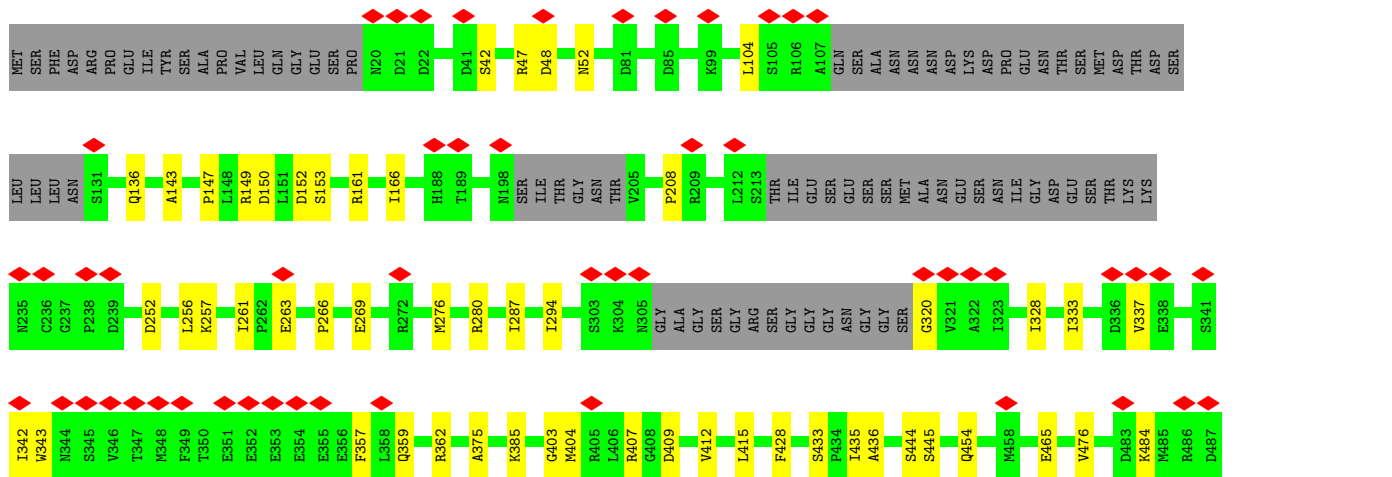 MET SER PHE ASP ARG PRO GLU ILE TYR SER ALA PRO VAL LEU GLN GLY GLU SER PRO N20 D21 D22 D41 S42 R47 D48 N52 D81 D85 K99 L104 S105 R106 A107 GLN SER ALA ASN ASN ASN ASP LYS ASP PRO GLU ASN THR SER MET ASP THR ASP SER
LEU LEU LEU ASN S131 Q136 A143 P147 L148 R149 D150 L151 D152 S153 R161 I166 H188 T189 N198 SER ILE THR GLY ASN THR V205 P208 R209 L212 S213 THR ILE GLU SER GLU SER SER MET ALA ASN GLU SER ASN ILE GLY ASP GLU SER THR LYS LYS
N235 C236 G237 P238 D239 D252 L256 K257 I261 P262 E263 P266 E269 R272 M276 R280 I287 I294 S303 K304 N305 GLY ALA GLY SER GLY ARG SER GLY GLY GLY ASN GLY GLY SER G320 V321 A322 I323 I328 I333 D336 V337 E338 S341
I342 W343 N344 S345 V346 T347 M348 F349 T350 E351 E352 E353 E354 E355 E356 F357 L358 Q359 R362 A375 K385 G403 M404 R405 L406 R407 G408 D409 V412 L415 F428 S433 P434 I435 A436 S444 S445 Q454 M458 E465 V476 D483 K484 M485 R486 D487